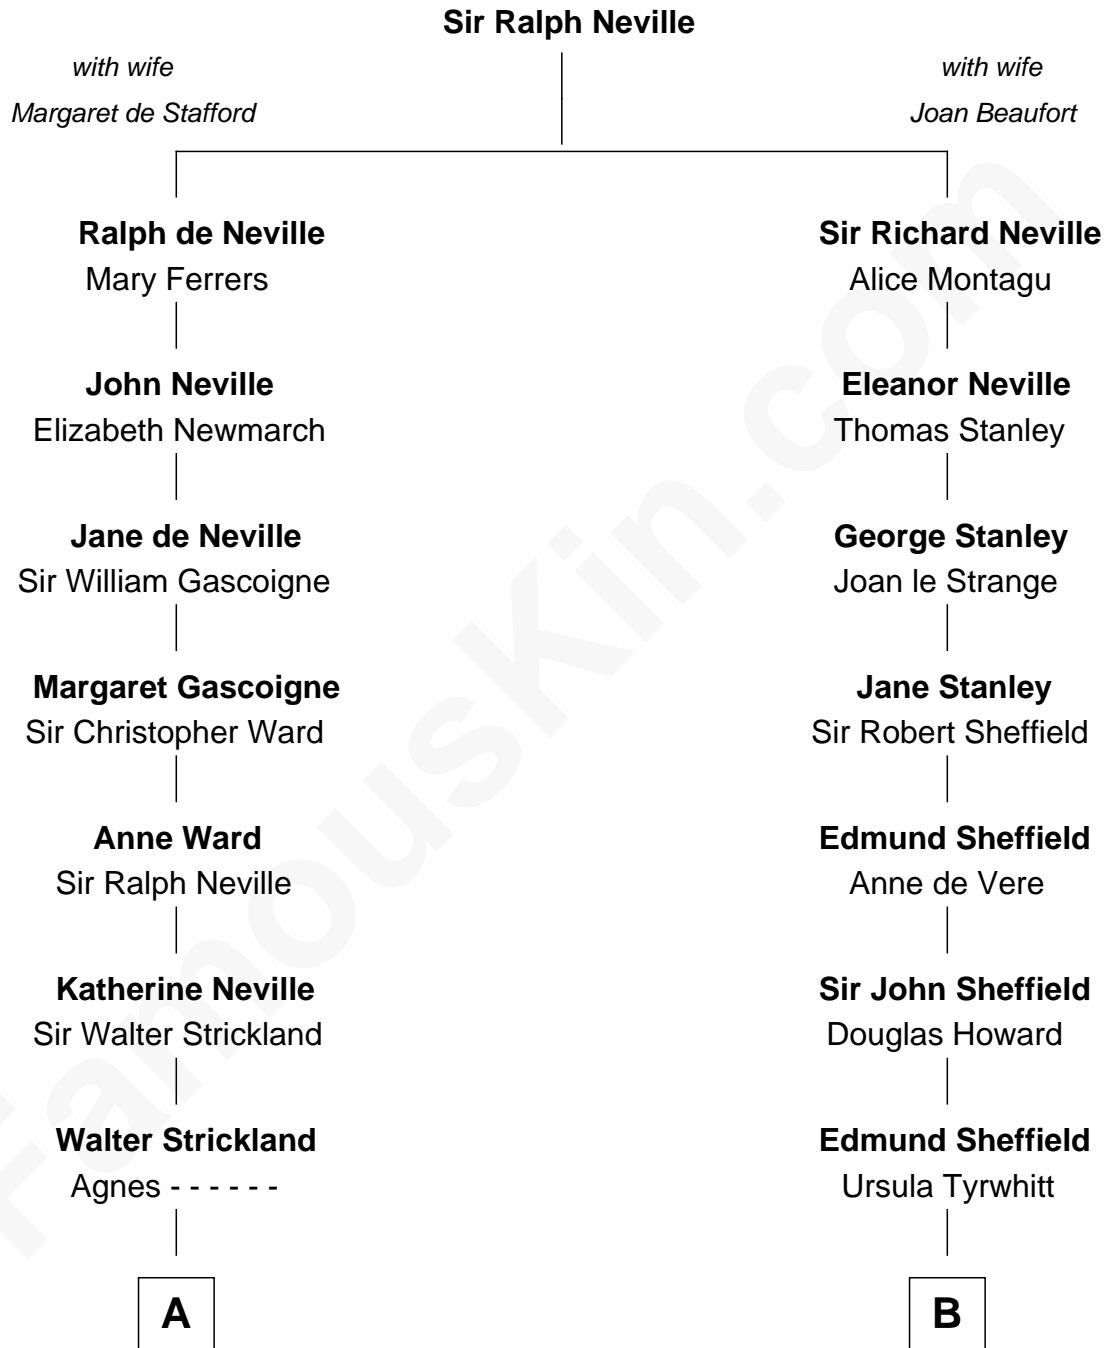 Sir Ralph Neville
with wife
Margaret de Stafford
with wife
Joan Beaufort
Ralph de Neville
Mary Ferrers
Sir Richard Neville
Alice Montagu
John Neville
Elizabeth Newmarch
Eleanor Neville
Thomas Stanley
Jane de Neville
Sir William Gascoigne
George Stanley
Joan le Strange
Margaret Gascoigne
Sir Christopher Ward
Jane Stanley
Sir Robert Sheffield
Anne Ward
Sir Ralph Neville
Edmund Sheffield
Anne de Vere
Katherine Neville
Sir Walter Strickland
Sir John Sheffield
Douglas Howard
Walter Strickland
Agnes - - - - - -
Edmund Sheffield
Ursula Tyrwhitt
A
B
FamousKin.com